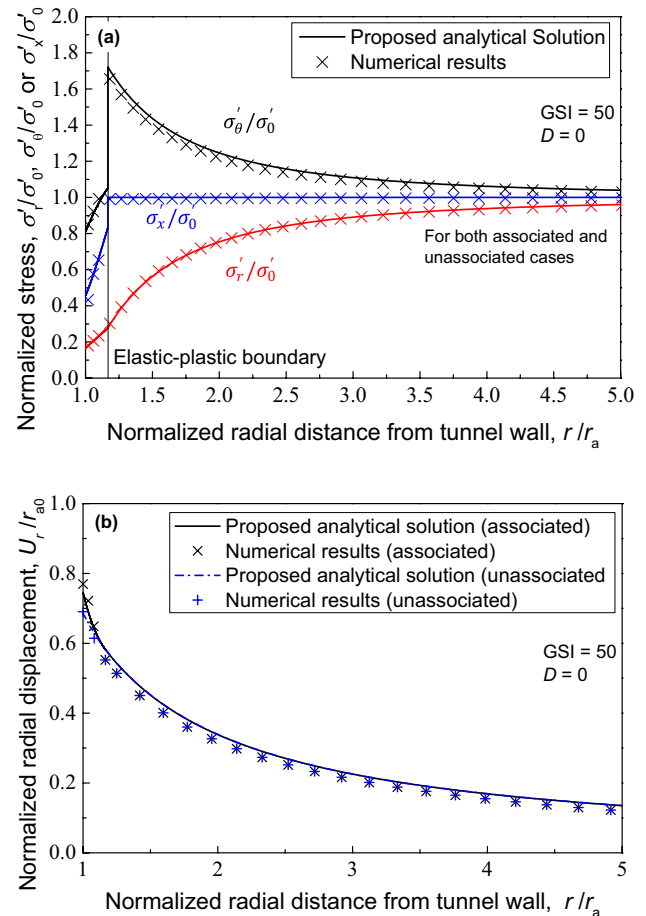 (a)
Proposed analytical Solution
Numerical results
GSI = 50
D = 0
σ′θ/σ′0
σ′x/σ′0
σ′r/σ′0
For both associated and
unassociated cases
Elastic-plastic boundary
Normalized stress, σ′r/σ′0, σ′θ/σ′0 or σ′x/σ′0
2.0
1.8
1.6
1.4
1.2
1.0
0.8
0.6
0.4
0.2
0.0
1.0 1.5 2.0 2.5 3.0 3.5 4.0 4.5 5.0
Normalized radial distance from tunnel wall, r/ra
(b)
Proposed analytical solution (associated)
Numerical results (associated)
Proposed analytical solution (unassociated
Numerical results (unassociated)
GSI = 50
D = 0
Normalized radial displacement, Ur/ra0
1.0
0.8
0.6
0.4
0.2
0.0
1 2 3 4 5
Normalized radial distance from tunnel wall, r/ra